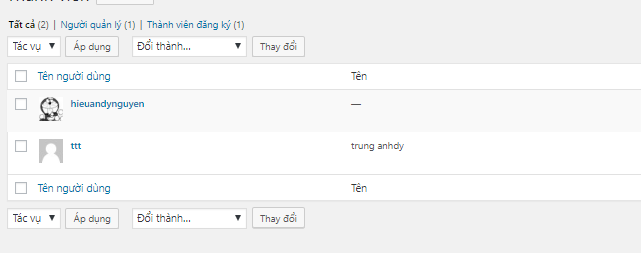 Tất cả (2) | Người quản lý (1) | Thành viên đăng ký (1)
Tác vụ Áp dụng Đổi thành... Thay đổi
Tên người dùng Tên
hieuandynguyen —
ttt trung anhdy
Tên người dùng Tên
Tác vụ Áp dụng Đổi thành... Thay đổi